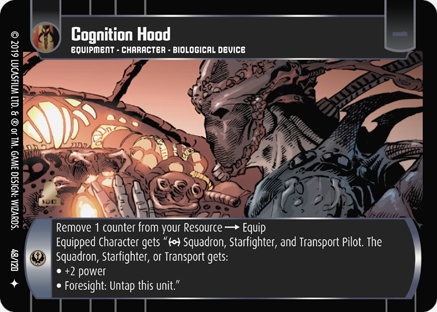 Cognition Hood
EQUIPMENT • CHARACTER • BIOLOGICAL DEVICE
© 2019 LUCASFILM LTD. & ® or TM. GAME DESIGN: WIZARDS.
48/120
Remove 1 counter from your Resource → Equip
Equipped Character gets “ Squadron, Starfighter, and Transport Pilot. The
Squadron, Starfighter, or Transport gets:
• +2 power
• Foresight: Untap this unit.”